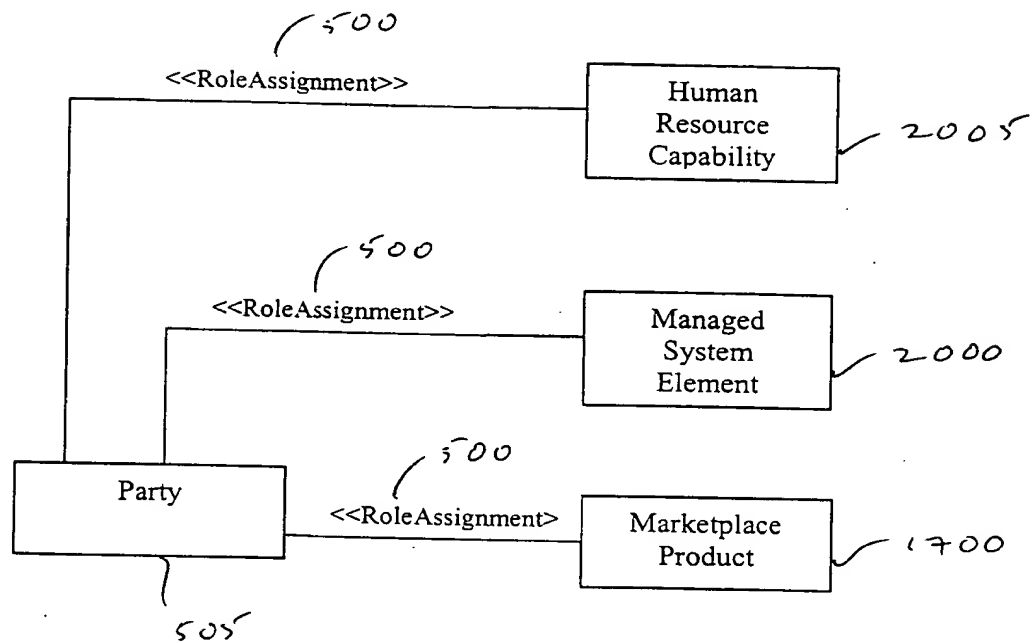 500
<<RoleAssignment>>
Human
Resource
Capability
2005
500
<<RoleAssignment>>
Managed
System
Element
2000
500
Party
<<RoleAssignment>
Marketplace
Product
1700
505